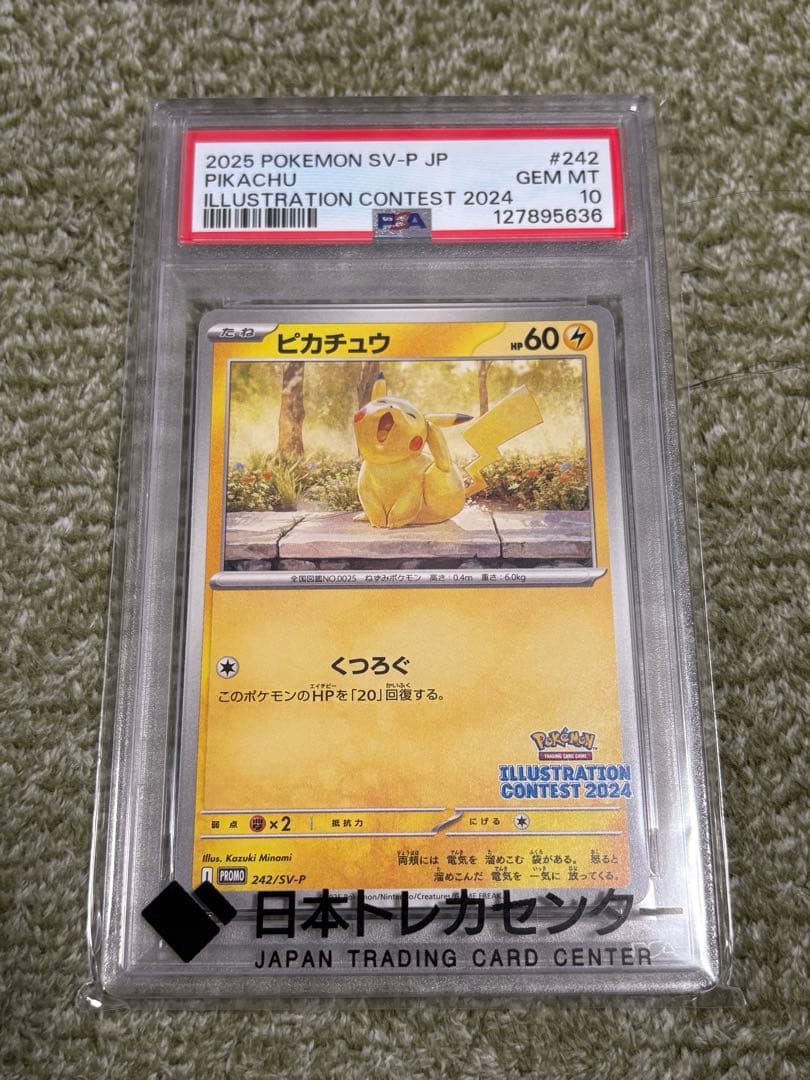 2025 POKEMON SV-P JP #242
PIKACHU GEM MT
ILLUSTRATION CONTEST 2024 10
PSA 127895636
たね ピカチュウ HP60
全国図鑑NO.0025 ねずみポケモン 高さ:0.4m 重さ:6.0kg
くつろぐ
このポケモンのHPを「20」回復する。
Pokémon
TRADING CARD GAME
ILLUSTRATION
CONTEST 2024
弱点 ×2 抵抗力 にげる
Illus. Kazuki Minami
両頬には 電気を 溜めこむ 袋がある。 怒ると
溜めこんだ 電気を 一気に 放ってくる。
PROMO 242/SV-P
Pokémon/Nintendo/Creatures
日本トレカセンタ
JAPAN TRADING CARD CENTER